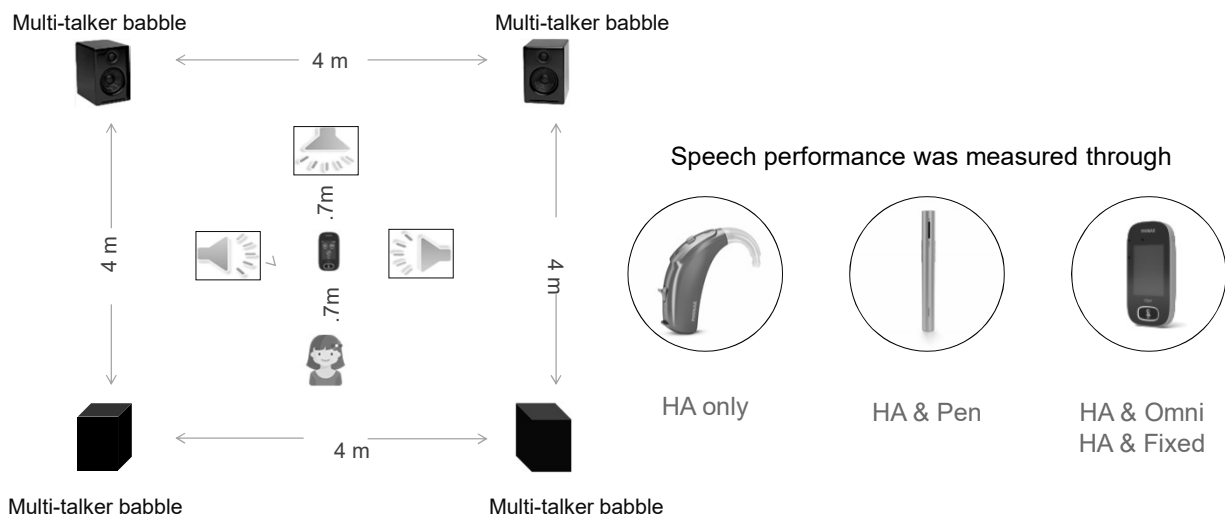 Multi-talker babble
Multi-talker babble
4 m
4 m
.7m
.7m
4 m
4 m
Multi-talker babble
Multi-talker babble
Speech performance was measured through
HA only
HA & Pen
HA & Omni
HA & Fixed